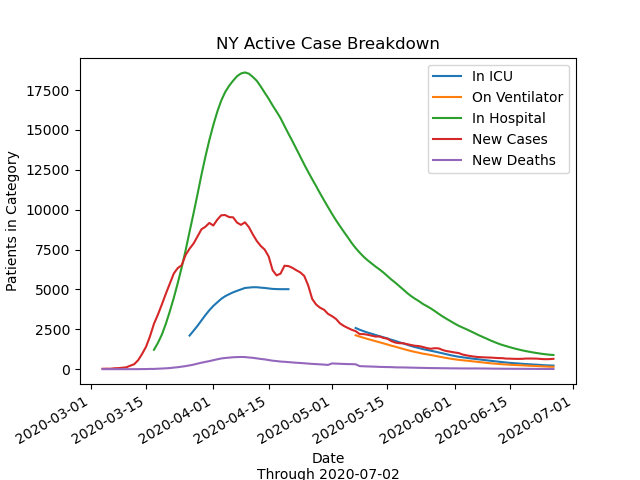 NY Active Case Breakdown
In ICU
On Ventilator
In Hospital
New Cases
New Deaths
Patients in Category
17500
15000
12500
10000
7500
5000
2500
0
2020-03-01
2020-03-15
2020-04-01
2020-04-15
2020-05-01
2020-05-15
2020-06-01
2020-06-15
2020-07-01
Date
Through 2020-07-02